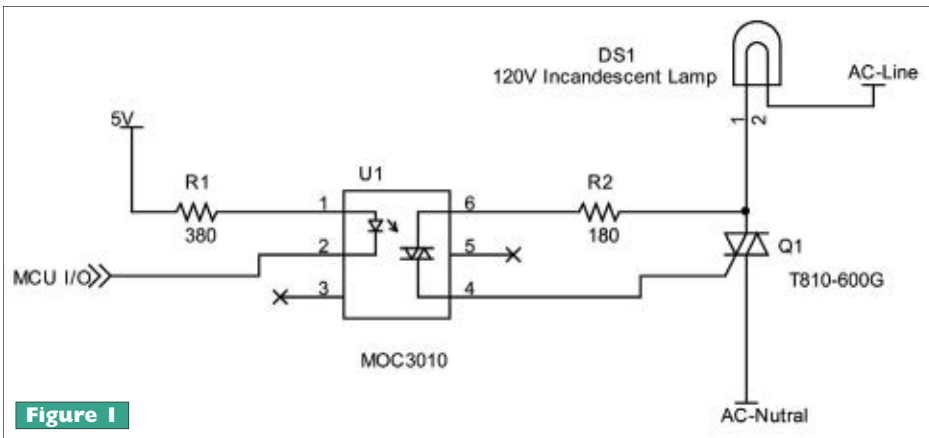 DS1
120V Incandescent Lamp
AC-Line
1
2
5V
R1
380
U1
1
2
3
6
5
4
R2
180
MCU I/O
Q1
T810-600G
MOC3010
AC-Nutral
Figure 1